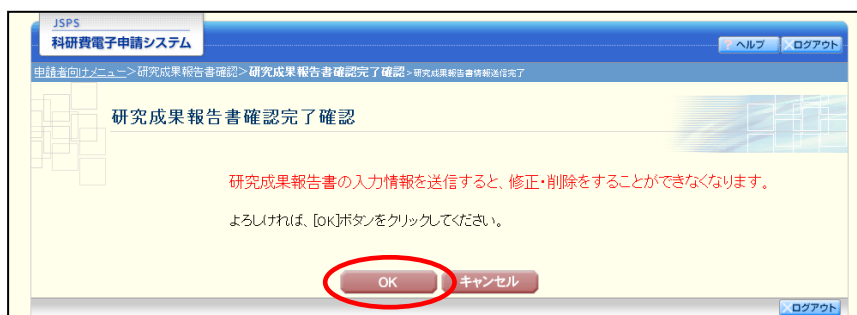 JSPS
科研費電子申請システム
? ヘルプ
ログアウト
申請者向けメニュー>研究成果報告書確認>研究成果報告書確認完了確認>研究成果報告書情報送信完了
研究成果報告書確認完了確認
研究成果報告書の入力情報を送信すると、修正・削除をすることができなくなります。
よろしければ、[OK]ボタンをクリックしてください。
OK
キャンセル
ログアウト